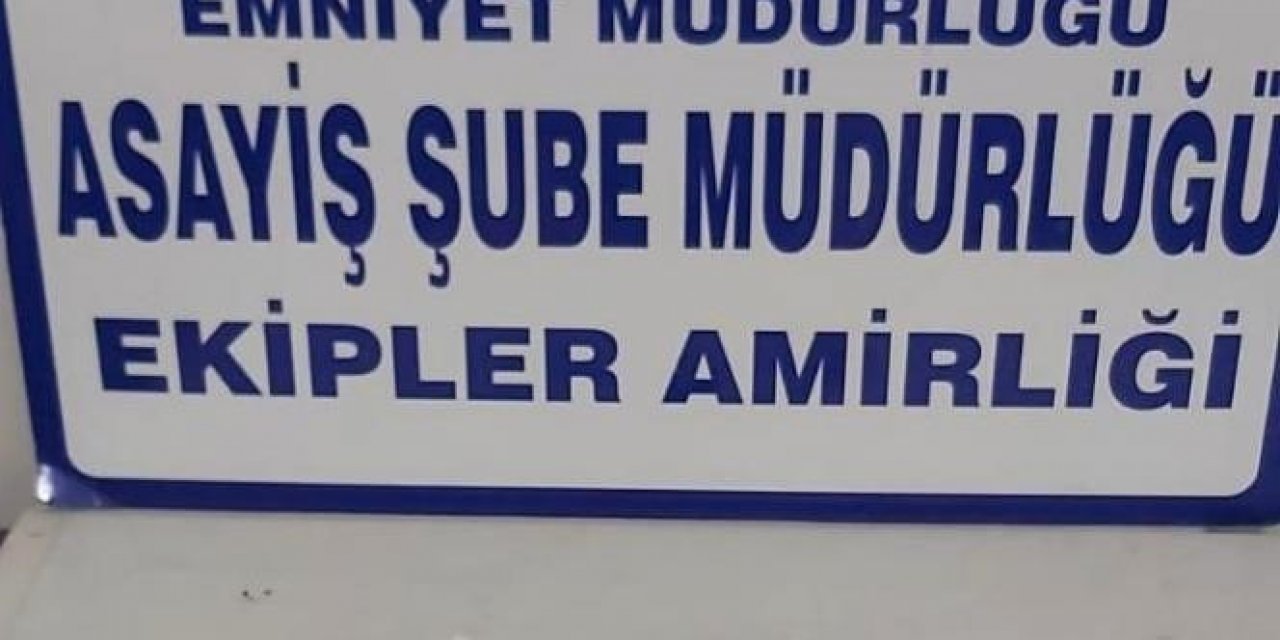 EMNİYET MÜDÜRLÜĞÜ
ASAYİŞ ŞUBE MÜDÜRLÜĞÜ
EKİPLER AMİRLİĞİ